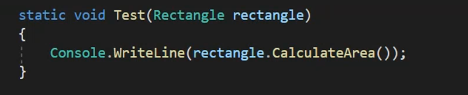 static void Test(Rectangle rectangle)
{
    Console.WriteLine(rectangle.CalculateArea());
}